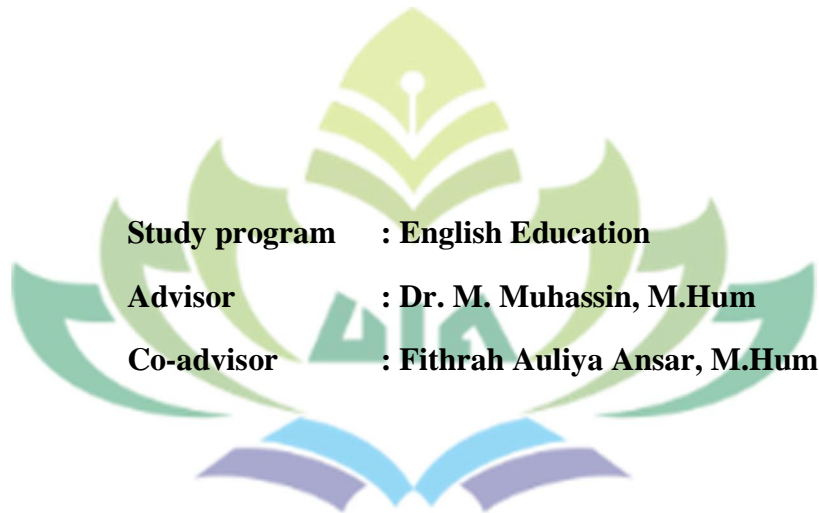 Study program : English Education
Advisor : Dr. M. Muhassin, M.Hum
Co-advisor : Fithrah Auliya Ansar, M.Hum